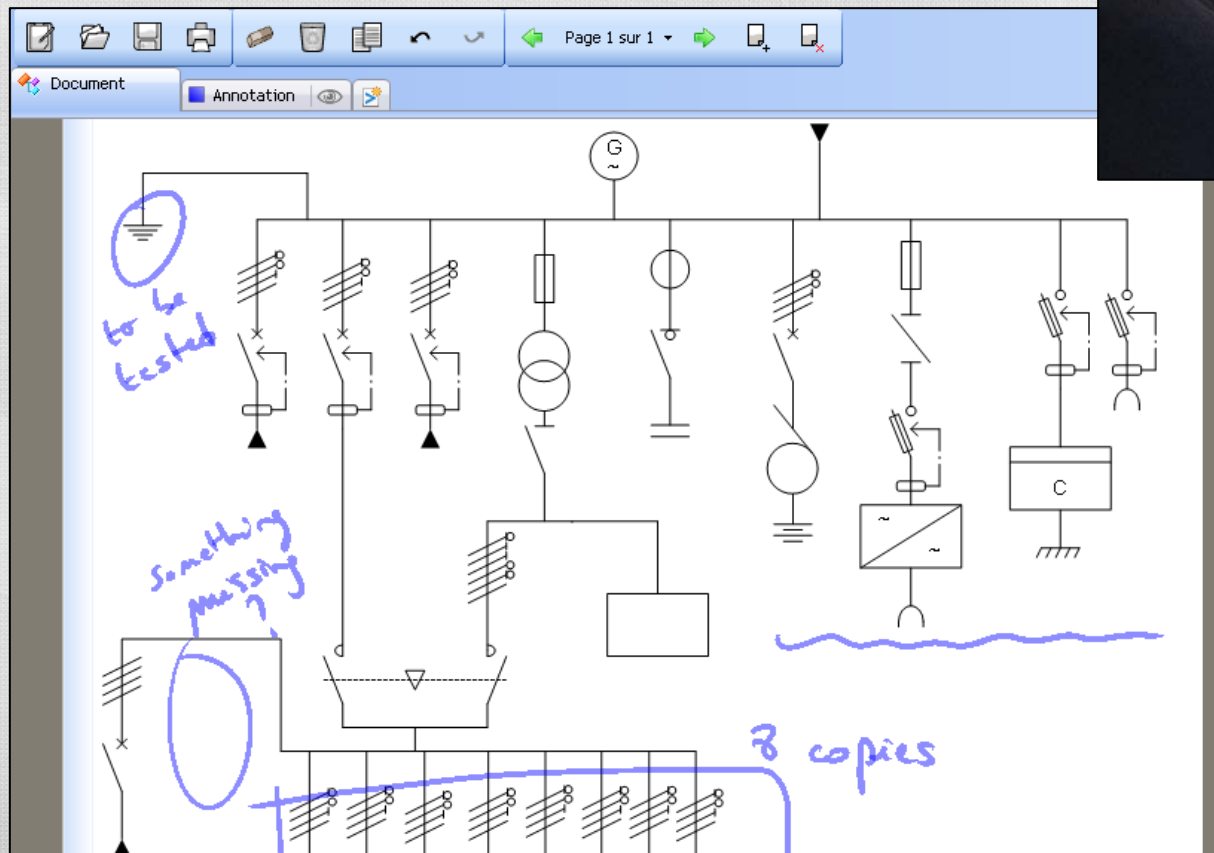 Page 1 sur 1
Document
Annotation
G
~
to be
tested
C
~
~
something
missing
?
8 copies